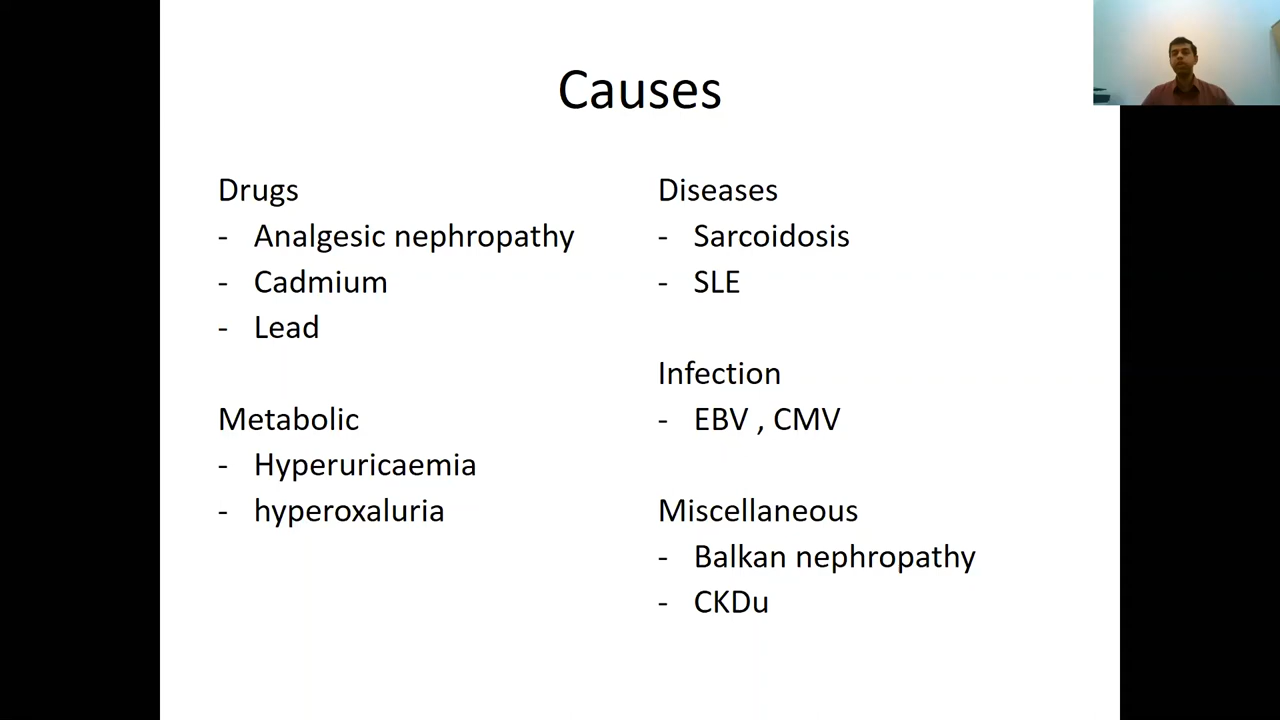 Causes
Drugs
- Analgesic nephropathy
- Cadmium
- Lead
Metabolic
- Hyperuricaemia
- hyperoxaluria
Diseases
- Sarcoidosis
- SLE
Infection
- EBV , CMV
Miscellaneous
- Balkan nephropathy
- CKDu